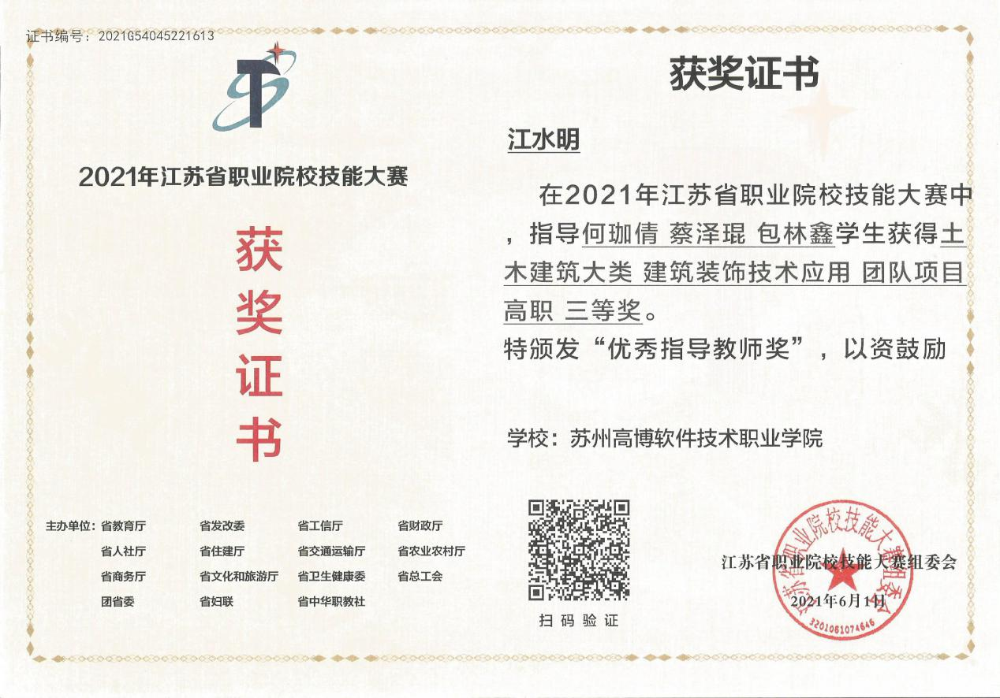 证书编号：2021G54045221613
2021年江苏省职业院校技能大赛
获
奖
证
书
主办单位：省教育厅 省发改委 省工信厅 省财政厅
省人社厅 省住建厅 省交通运输厅 省农业农村厅
省商务厅 省文化和旅游厅 省卫生健康委 省总工会
团省委 省妇联 省中华职教社
获奖证书
江水明
在2021年江苏省职业院校技能大赛中
，指导何珈倩 蔡泽琨 包林鑫学生获得土
木建筑大类 建筑装饰技术应用 团队项目
高职 三等奖。
特颁发“优秀指导教师奖”，以资鼓励
学校：苏州高博软件技术职业学院
扫码验证
江苏省职业院校技能大赛组委会
2021年6月1日
江苏省职业院校技能大赛组委会
3201061074646